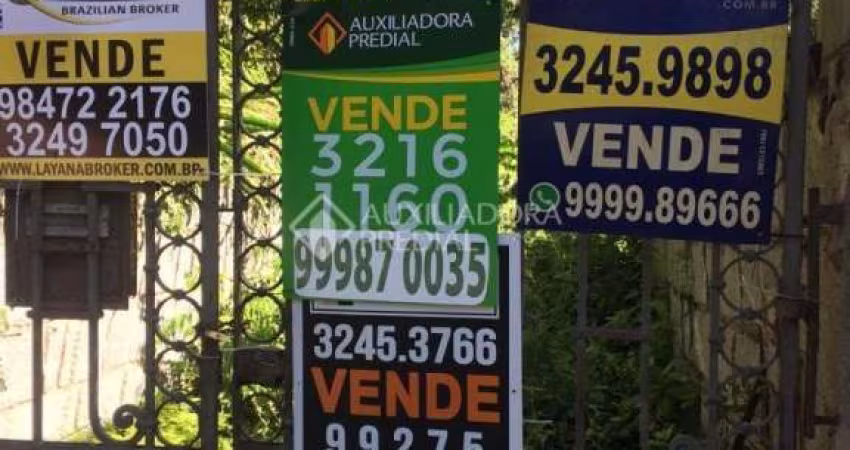 BRAZILIAN BROKER
VENDE
98472 2176
3249 7050
WWW.LAYANABROKER.COM.BR
AUXILIADORA
PREDIAL
VENDE
3216
1160
99987 0035
AUXILIADORA
PREDIAL
3245.3766
VENDE
99275
.COM
3245.9898
VENDE
9999.89666